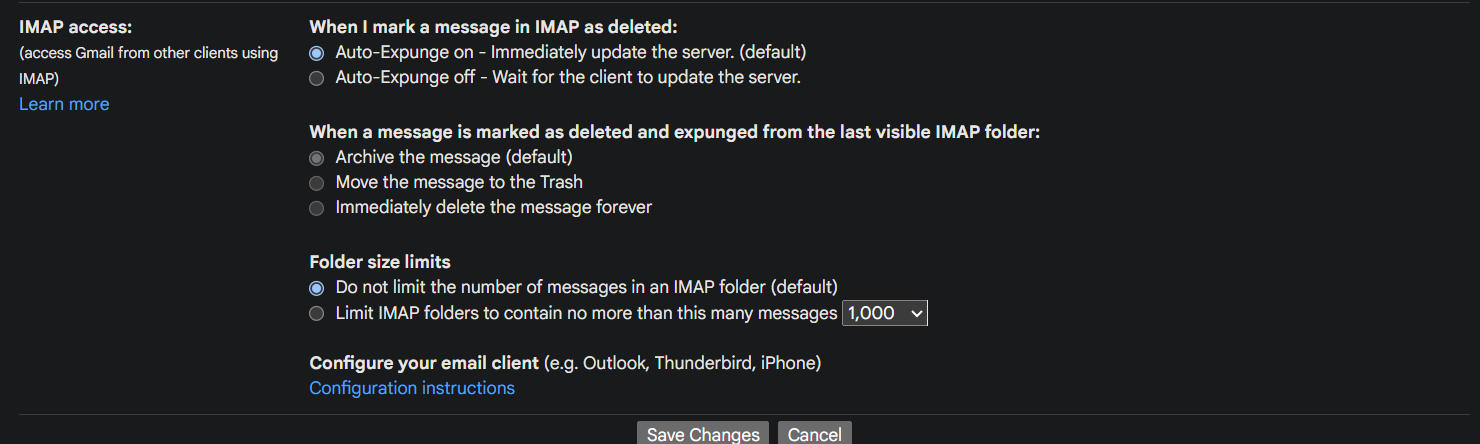 IMAP access:
(access Gmail from other clients using
IMAP)
Learn more
When I mark a message in IMAP as deleted:
Auto-Expunge on - Immediately update the server. (default)
Auto-Expunge off - Wait for the client to update the server.
When a message is marked as deleted and expunged from the last visible IMAP folder:
Archive the message (default)
Move the message to the Trash
Immediately delete the message forever
Folder size limits
Do not limit the number of messages in an IMAP folder (default)
Limit IMAP folders to contain no more than this many messages 1,000
Configure your email client (e.g. Outlook, Thunderbird, iPhone)
Configuration instructions
Save Changes Cancel